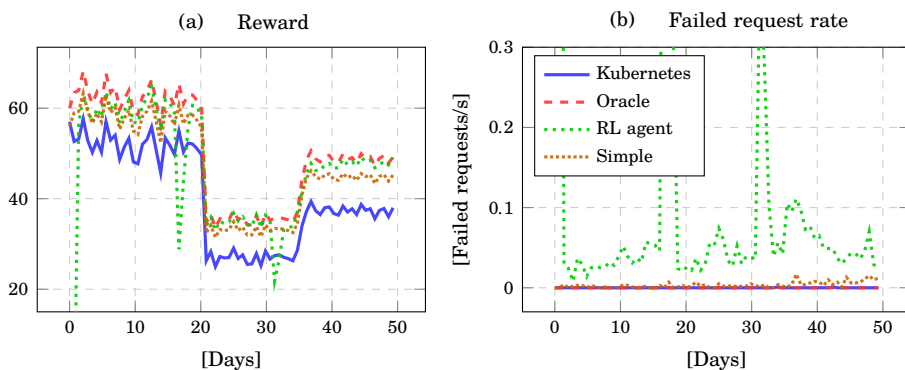 (a) Reward
60
40
20
0
10
20
30
40
50
[Days]
(b) Failed request rate
[Failed requests/s]
0.3
0.2
0.1
0
Kubernetes
Oracle
RL agent
Simple
0
10
20
30
40
50
[Days]